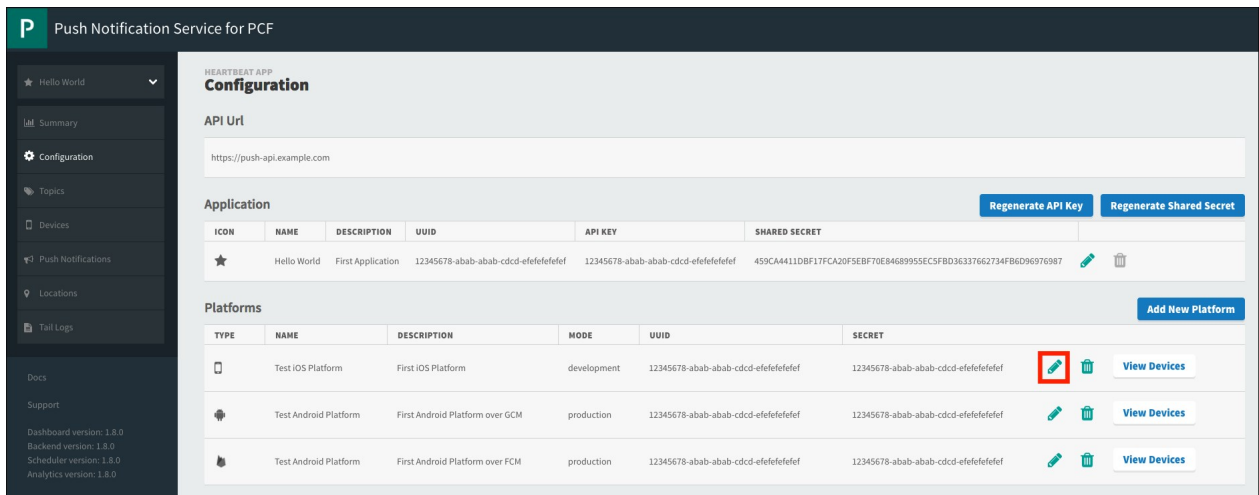 P Push Notification Service for PCF
Hello World
Summary
Configuration
Topics
Devices
Push Notifications
Locations
Tail Logs
Docs
Support
Dashboard version: 1.8.0
Backend version: 1.8.0
Scheduler version: 1.8.0
Analytics version: 1.8.0
HEARTBEAT APP
Configuration
API Url
https://push-api.example.com
Application Regenerate API Key Regenerate Shared Secret
ICON NAME DESCRIPTION UUID API KEY SHARED SECRET
Hello World First Application 12345678-abab-abab-cdcd-efefefefefef 12345678-abab-abab-cdcd-efefefefefef 459CA4411DBF17FCA20F5EBF70E84689955EC5FBD36337662734FB6D96976987
Platforms Add New Platform
TYPE NAME DESCRIPTION MODE UUID SECRET
Test iOS Platform First iOS Platform development 12345678-abab-abab-cdcd-efefefefefef 12345678-abab-abab-cdcd-efefefefefef View Devices
Test Android Platform First Android Platform over GCM production 12345678-abab-abab-cdcd-efefefefefef 12345678-abab-abab-cdcd-efefefefefef View Devices
Test Android Platform First Android Platform over FCM production 12345678-abab-abab-cdcd-efefefefefef 12345678-abab-abab-cdcd-efefefefefef View Devices